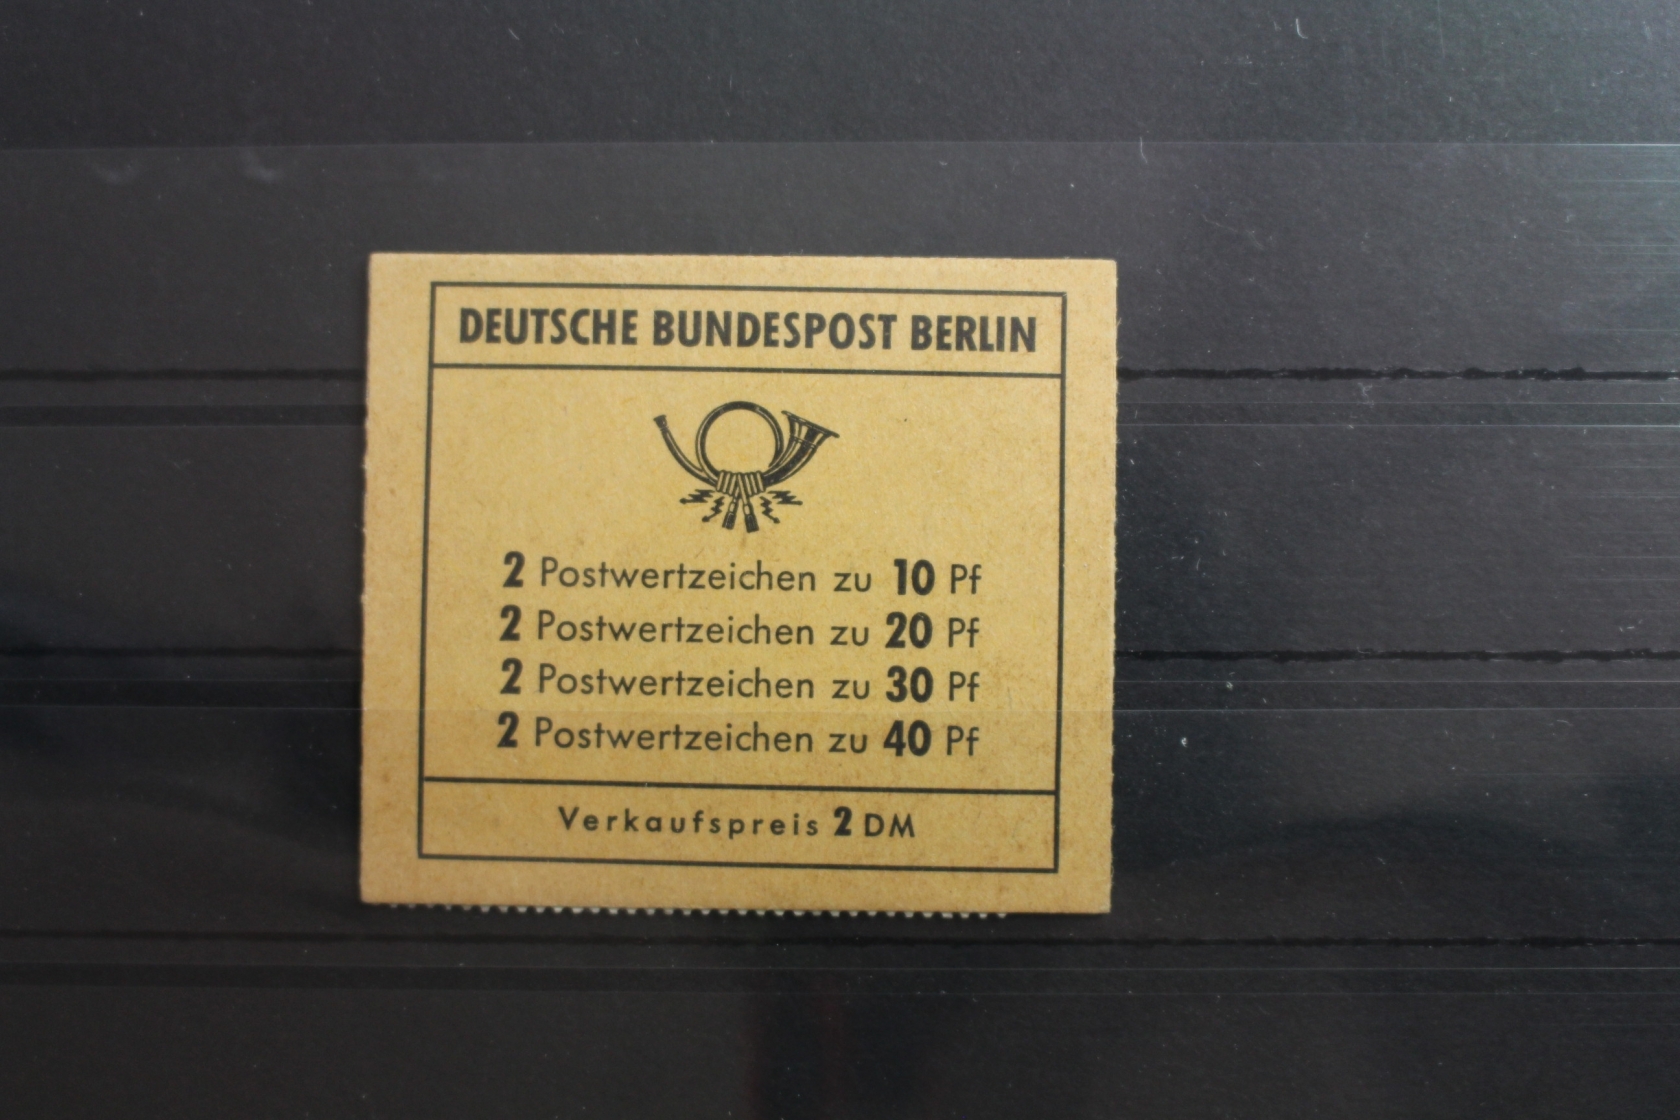 DEUTSCHE BUNDESPOST BERLIN
2 Postwertzeichen zu 10 Pf
2 Postwertzeichen zu 20 Pf
2 Postwertzeichen zu 30 Pf
2 Postwertzeichen zu 40 Pf
Verkaufspreis 2 DM